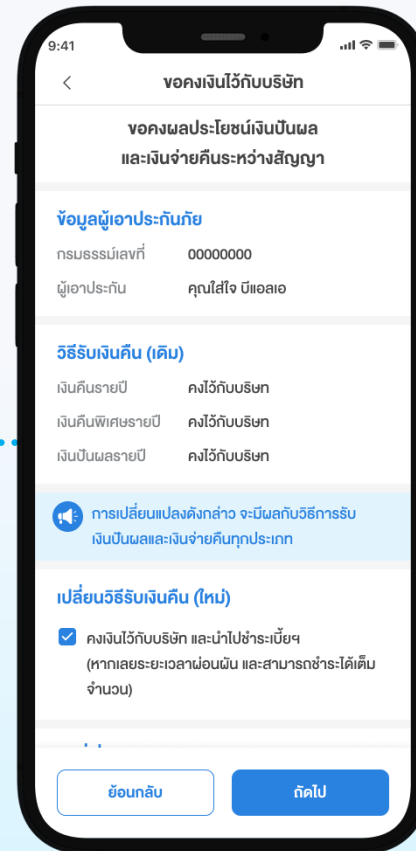 9:41
ขอคงเงินไว้กับบริษัท
ขอคงผลประโยชน์เงินปันผล
และเงินจ่ายคืนระหว่างสัญญา
ข้อมูลผู้เอาประกันภัย
กรมธรรม์เลขที่ 00000000
ผู้เอาประกัน คุณใส่ใจ บีแอลเอ
วิธีรับเงินคืน (เดิม)
เงินคืนรายปี คงไว้กับบริษัท
เงินคืนพิเศษรายปี คงไว้กับบริษัท
เงินปันผลรายปี คงไว้กับบริษัท
การเปลี่ยนแปลงดังกล่าว จะมีผลกับวิธีการรับ
เงินปันผลและเงินจ่ายคืนทุกประเภท
เปลี่ยนวิธีรับเงินคืน (ใหม่)
คงเงินไว้กับบริษัท และนำไปชำระเบี้ยฯ
(หากเลยระยะเวลาผ่อนผัน และสามารถชำระได้เต็ม
จำนวน)
ย้อนกลับ ถัดไป